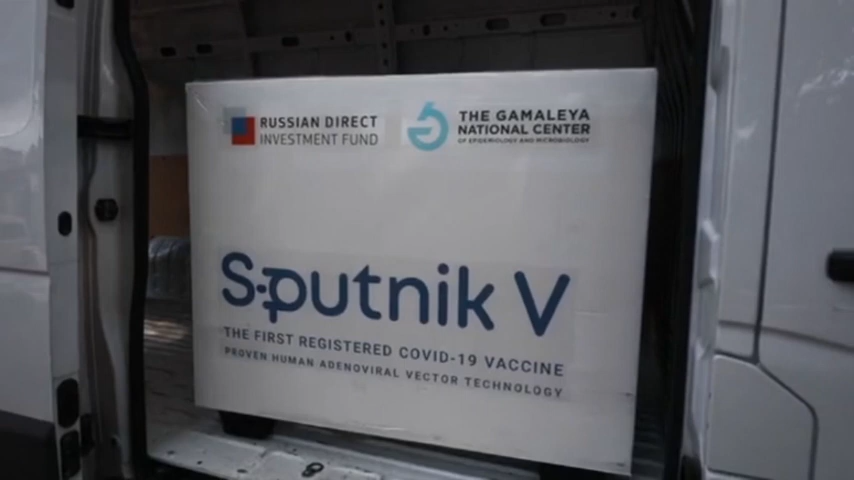 RUSSIAN DIRECT
INVESTMENT FUND
THE GAMALEYA
NATIONAL CENTER
OF EPIDEMIOLOGY AND MICROBIOLOGY
Sputnik V
THE FIRST REGISTERED COVID-19 VACCINE
PROVEN HUMAN ADENOVIRAL VECTOR TECHNOLOGY